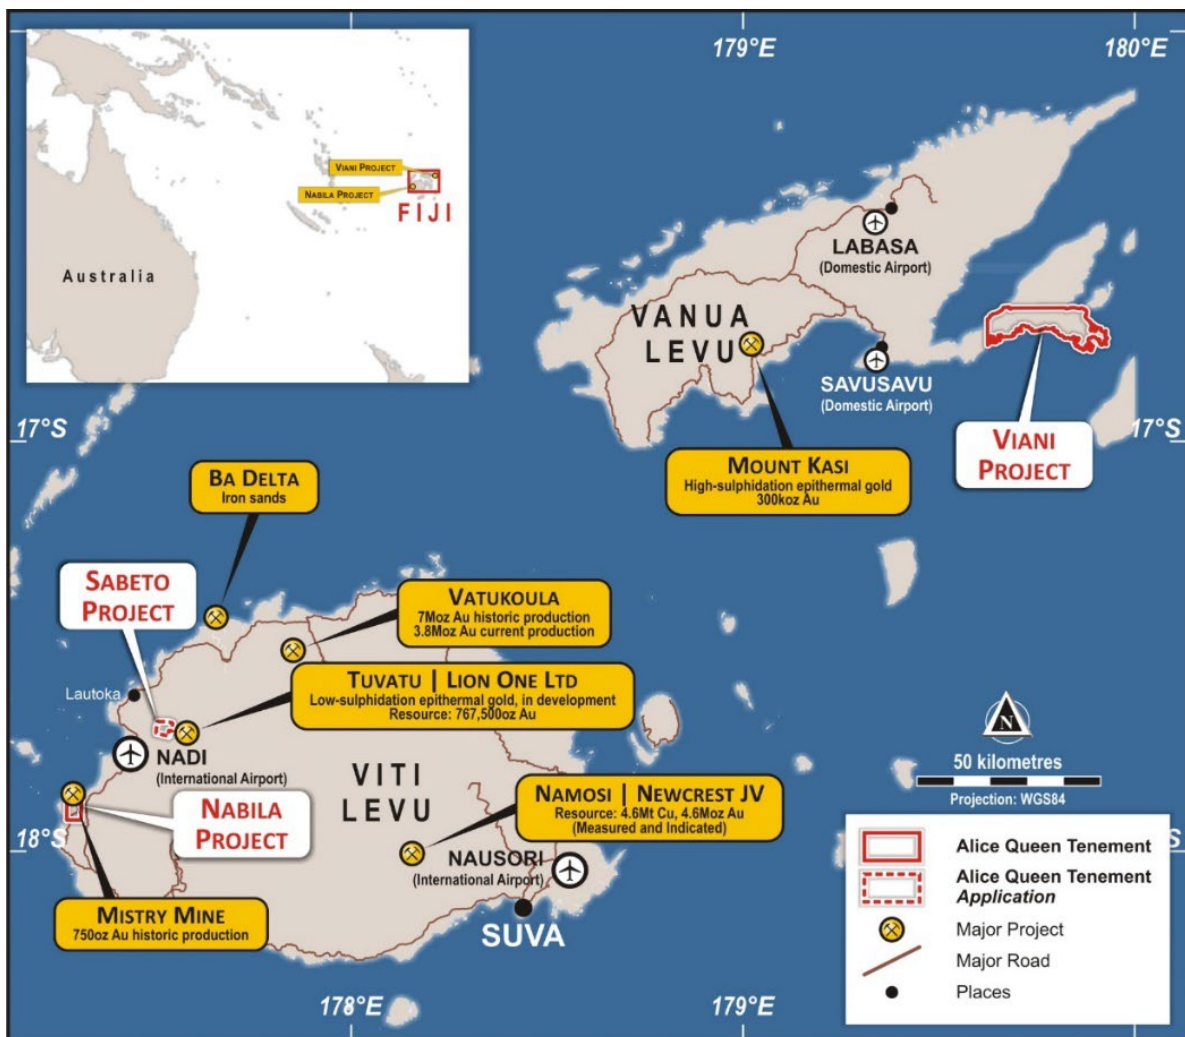 179°E
180°E
VIANI PROJECT
NABILA PROJECT
FIJI
Australia
LABASA
(Domestic Airport)
VANUA
LEVU
SAVUSAVU
(Domestic Airport)
17°S
17°S
VIANI
PROJECT
MOUNT KASI
High-sulphidation epithermal gold
300koz Au
BA DELTA
Iron sands
SABETO
PROJECT
VATUKOULA
7Moz Au historic production
3.8Moz Au current production
TUVATU | LION ONE LTD
Low-sulphidation epithermal gold, in development
Resource: 767,500oz Au
Lautoka
NADI
(International Airport)
VITI
LEVU
NABILA
PROJECT
NAMOSI | NEWCREST JV
Resource: 4.6Mt Cu, 4.6Moz Au
(Measured and Indicated)
N
50 kilometres
Projection: WGS84
18°S
NAUSORI
(International Airport)
MISTRY MINE
750oz Au historic production
SUVA
178°E
179°E
Alice Queen Tenement
Alice Queen Tenement
Application
Major Project
Major Road
Places